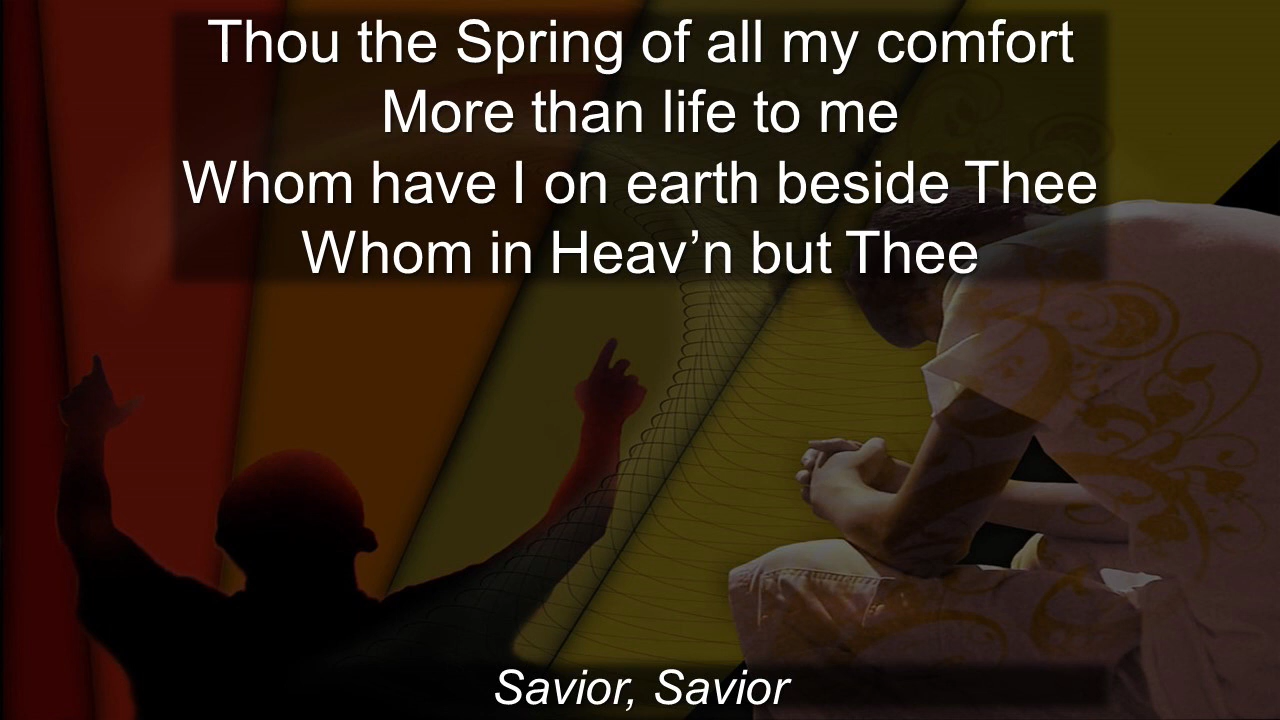 Thou the Spring of all my comfort
More than life to me
Whom have I on earth beside Thee
Whom in Heav’n but Thee
Savior, Savior